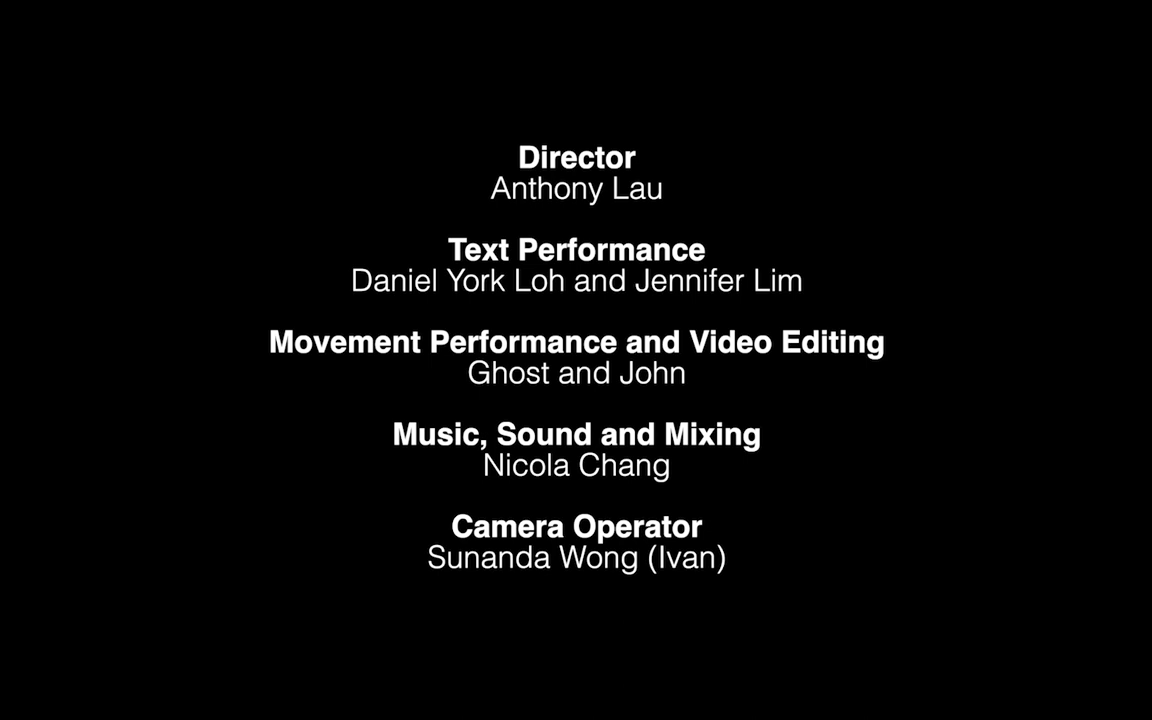 Director
Anthony Lau
Text Performance
Daniel York Loh and Jennifer Lim
Movement Performance and Video Editing
Ghost and John
Music, Sound and Mixing
Nicola Chang
Camera Operator
Sunanda Wong (Ivan)